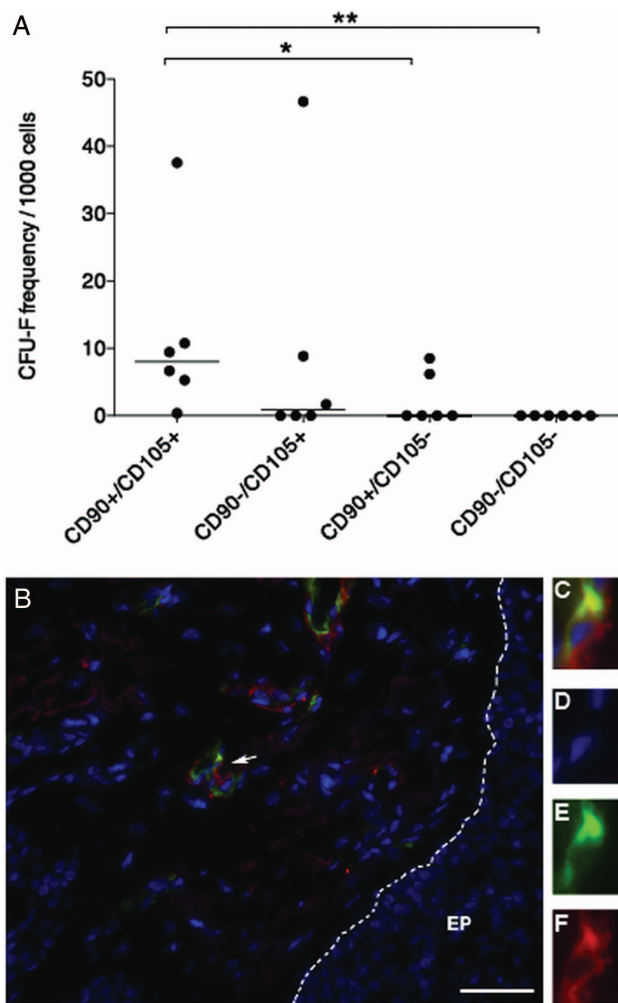 A
**
*
CFU-F frequency / 1000 cells
50
40
30
20
10
0
CD90+/CD105+
CD90-/CD105+
CD90+/CD105-
CD90-/CD105-
B
EP
C
D
E
F